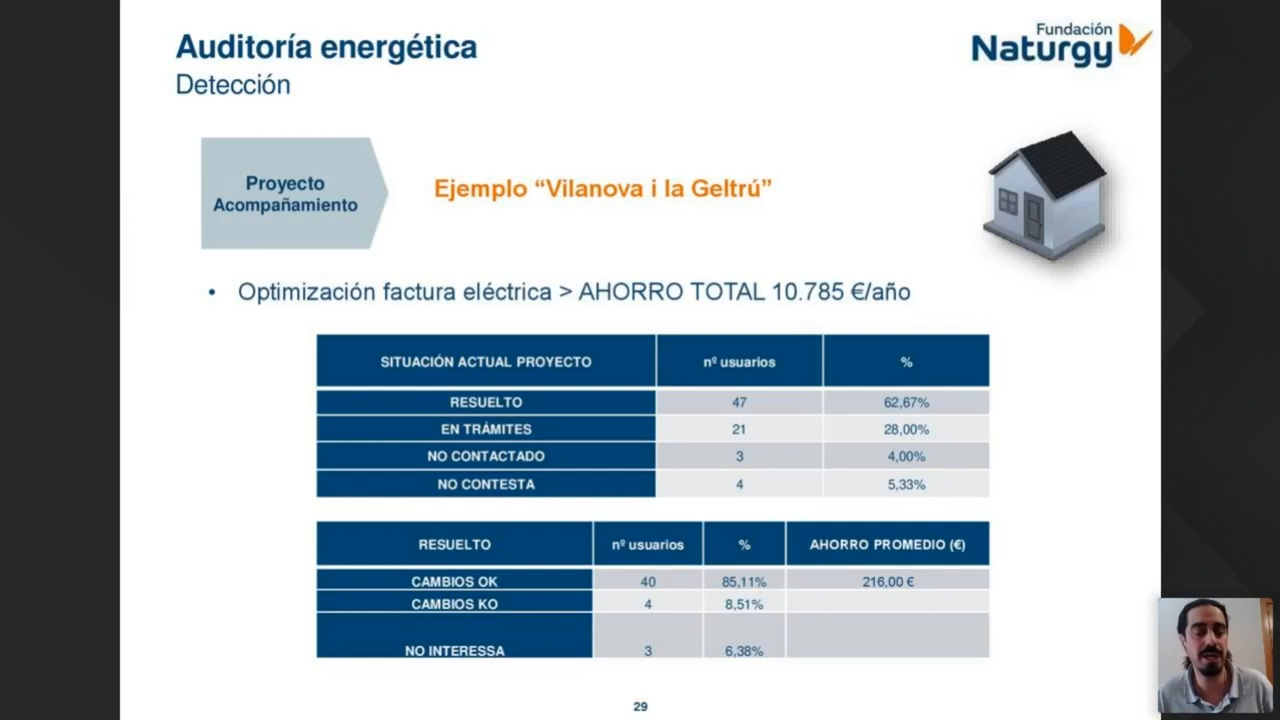 Auditoría energética
Detección
Fundación
Naturgy
Proyecto
Acompañamiento
Ejemplo “Vilanova i la Geltrú”
• Optimización factura eléctrica > AHORRO TOTAL 10.785 €/año
SITUACIÓN ACTUAL PROYECTO nº usuarios %
RESUELTO 47 62,67%
EN TRÁMITES 21 28,00%
NO CONTACTADO 3 4,00%
NO CONTESTA 4 5,33%
RESUELTO nº usuarios % AHORRO PROMEDIO (€)
CAMBIOS OK 40 85,11% 216,00 €
CAMBIOS KO 4 8,51%
NO INTERESSA 3 6,38%
29